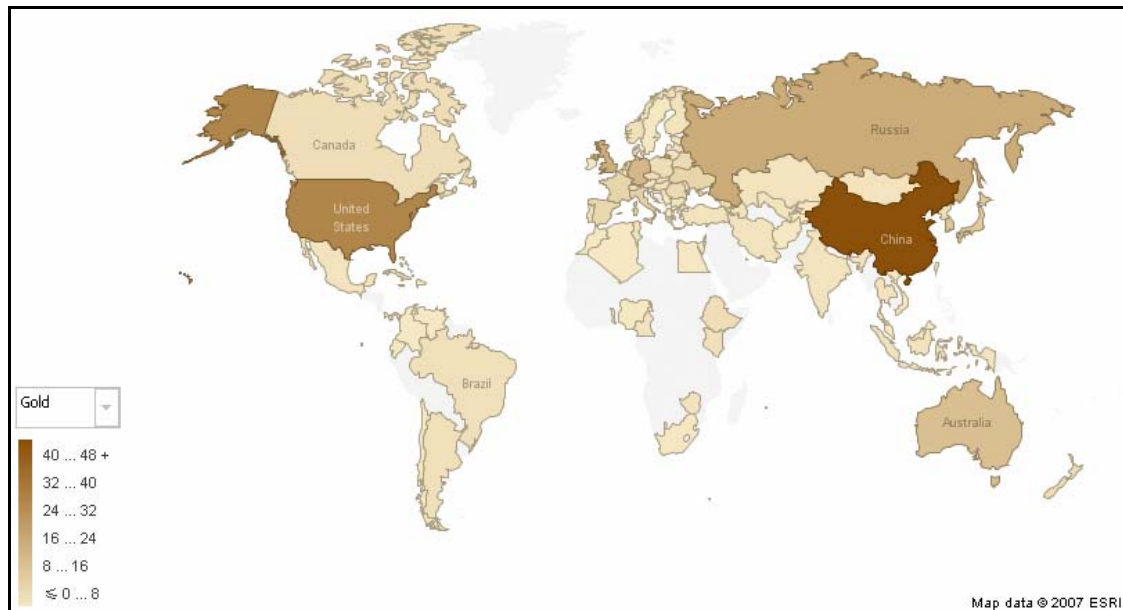 Canada
Russia
United
States
China
Brazil
Gold
Australia
40 ... 48 +
32 ... 40
24 ... 32
16 ... 24
8 ... 16
⩽ 0 ... 8
Map data © 2007 ESRI